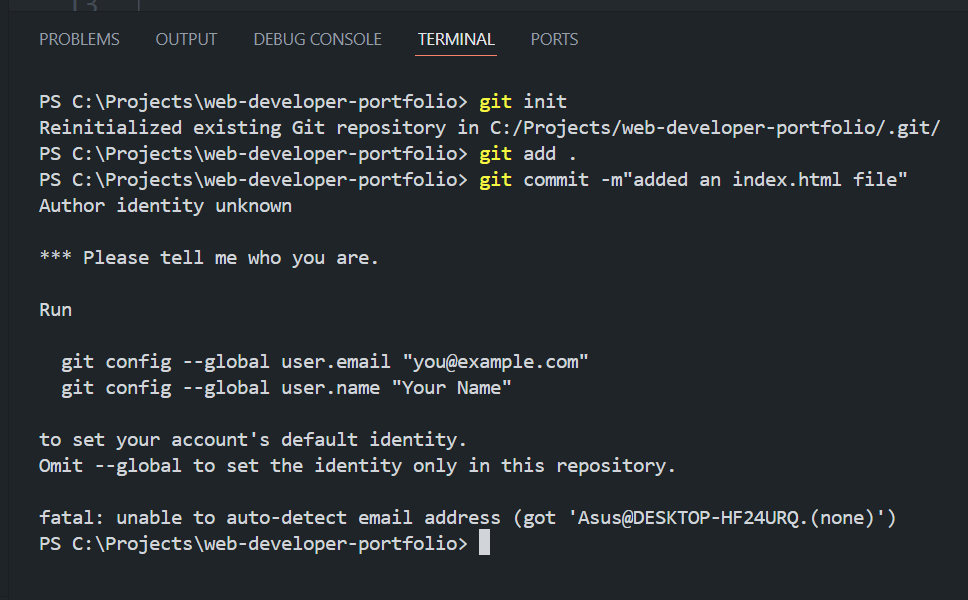 13
PROBLEMS OUTPUT DEBUG CONSOLE TERMINAL PORTS
PS C:\Projects\web-developer-portfolio> git init
Reinitialized existing Git repository in C:/Projects/web-developer-portfolio/.git/
PS C:\Projects\web-developer-portfolio> git add .
PS C:\Projects\web-developer-portfolio> git commit -m"added an index.html file"
Author identity unknown

*** Please tell me who you are.

Run

  git config --global user.email "you@example.com"
  git config --global user.name "Your Name"

to set your account's default identity.
Omit --global to set the identity only in this repository.

fatal: unable to auto-detect email address (got 'Asus@DESKTOP-HF24URQ.(none)')
PS C:\Projects\web-developer-portfolio>